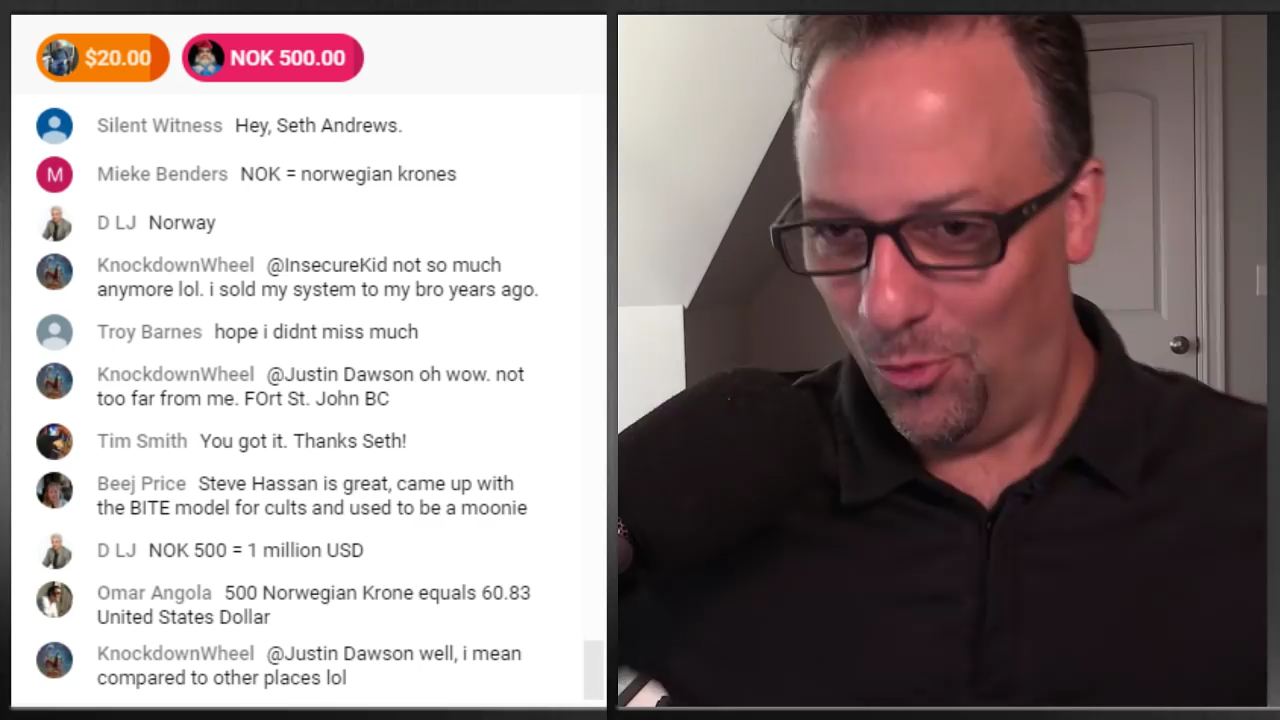 $20.00 NOK 500.00
Silent Witness Hey, Seth Andrews.
M Mieke Benders NOK = norwegian krones
D LJ Norway
KnockdownWheel @InsecureKid not so much
anymore lol. i sold my system to my bro years ago.
Troy Barnes hope i didnt miss much
KnockdownWheel @Justin Dawson oh wow. not
too far from me. FOrt St. John BC
Tim Smith You got it. Thanks Seth!
Beej Price Steve Hassan is great, came up with
the BITE model for cults and used to be a moonie
D LJ NOK 500 = 1 million USD
Omar Angola 500 Norwegian Krone equals 60.83
United States Dollar
KnockdownWheel @Justin Dawson well, i mean
compared to other places lol